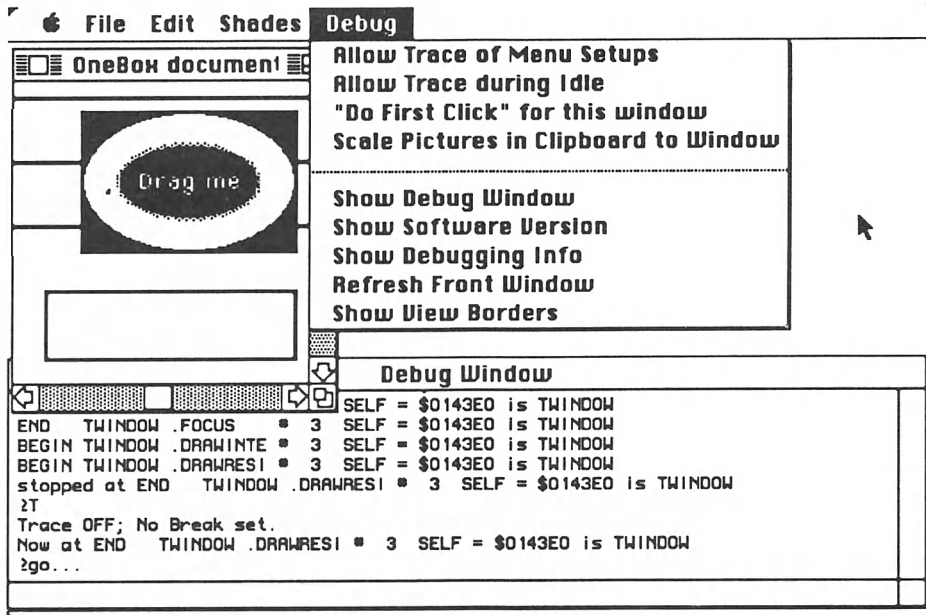 File Edit Shades Debug
OneBox document
Drag me
Allow Trace of Menu Setups
Allow Trace during Idle
"Do First Click" for this window
Scale Pictures in Clipboard to Window
Show Debug Window
Show Software Version
Show Debugging Info
Refresh Front Window
Show View Borders
Debug Window
SELF = $0143E0 is TWINDOW
END TWINDOW .FOCUS # 3 SELF = $0143E0 is TWINDOW
BEGIN TWINDOW .DRAWINTE # 3 SELF = $0143E0 is TWINDOW
BEGIN TWINDOW .DRAWRESI # 3 SELF = $0143E0 is TWINDOW
stopped at END TWINDOW .DRAWRESI # 3 SELF = $0143E0 is TWINDOW
?T
Trace OFF; No Break set.
Now at END TWINDOW .DRAWRESI # 3 SELF = $0143E0 is TWINDOW
?go...